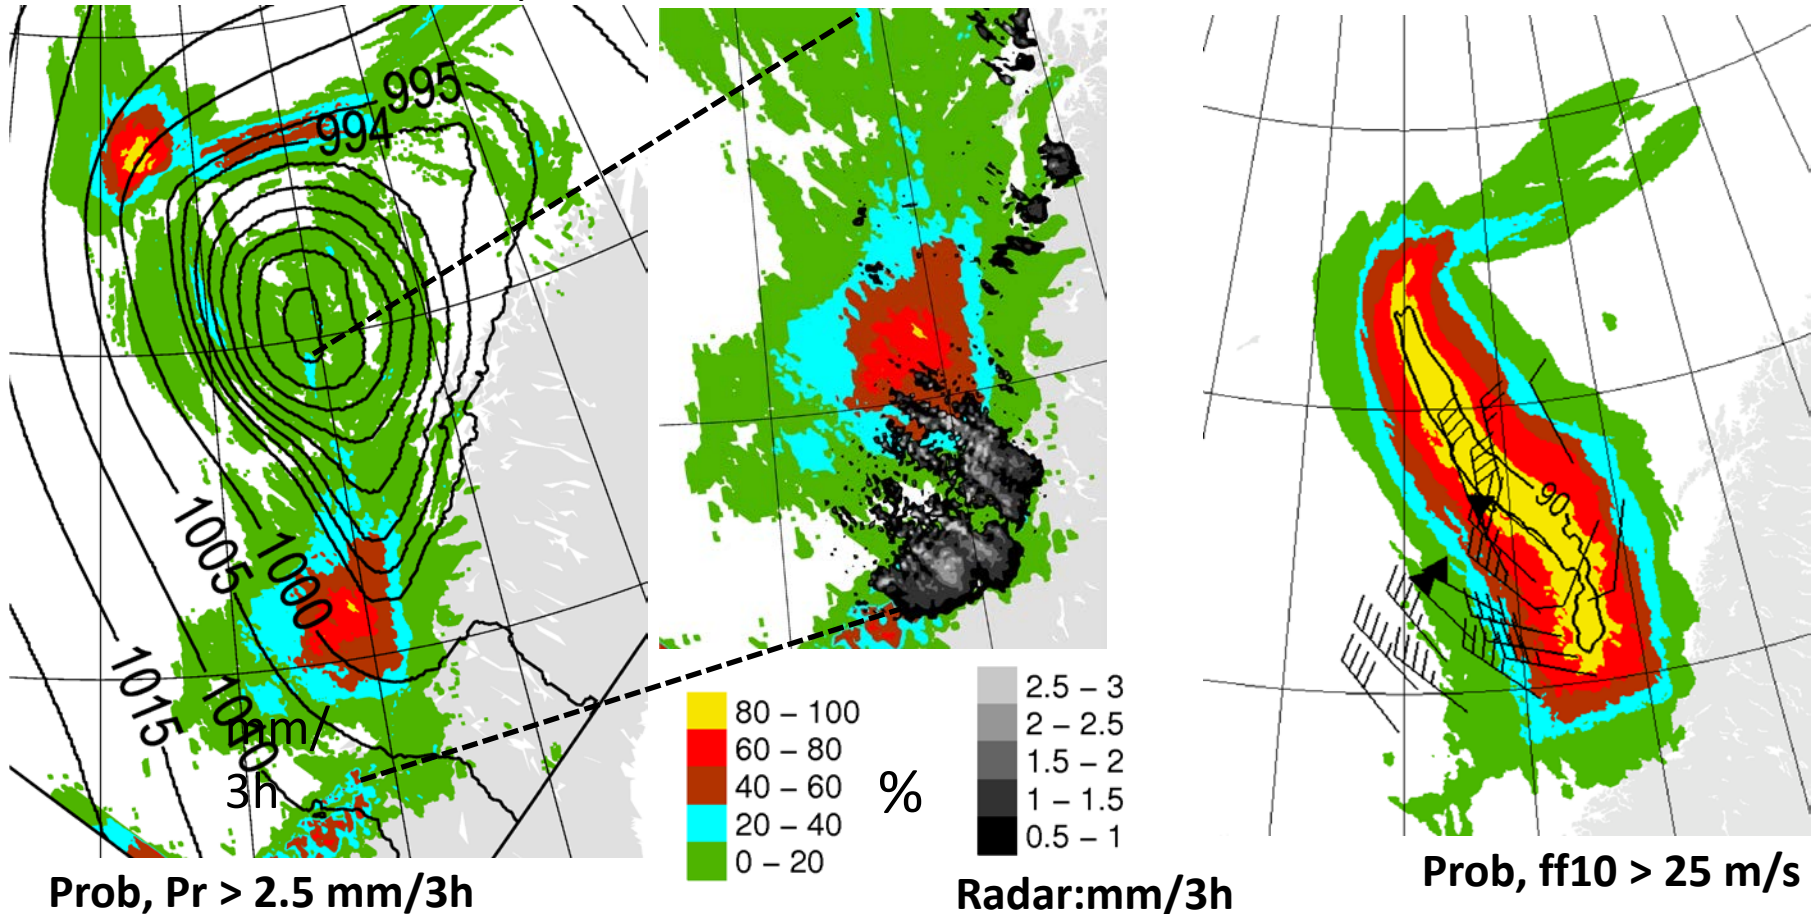 995
994
1005
1000
1015
1010
mm/
3h
90
80 – 100
60 – 80
40 – 60
20 – 40
0 – 20
%
2.5 – 3
2 – 2.5
1.5 – 2
1 – 1.5
0.5 – 1
Prob, Pr > 2.5 mm/3h
Radar:mm/3h
Prob, ff10 > 25 m/s